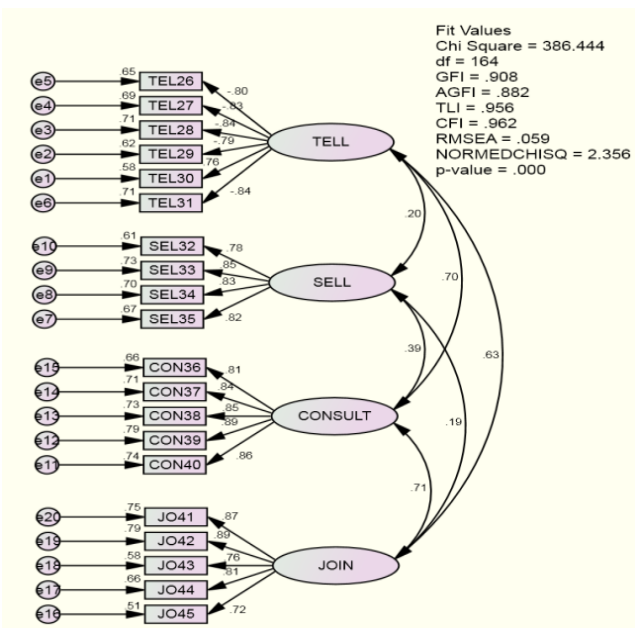 Fit Values
Chi Square = 386.444
df = 164
GFI = .908
AGFI = .882
TLI = .956
CFI = .962
RMSEA = .059
NORMEDCHISQ = 2.356
p-value = .000
e5 .65 TEL26 -.80
e4 .69 TEL27 -.83
e3 .71 TEL28 -.84
e2 .62 TEL29 -.79
e1 .58 TEL30 .76
e6 .71 TEL31 -.84
TELL
.20
e10 .61 SEL32 .78
e9 .73 SEL33 .85
e8 .70 SEL34 .83
e7 .67 SEL35 .82
SELL
.70
.39
.63
e15 .66 CON36 .81
e14 .71 CON37 .84
e13 .73 CON38 .85
e12 .79 CON39 .89
e11 .74 CON40 .86
CONSULT
.19
.71
e20 .75 JO41 .87
e19 .79 JO42 .89
e18 .58 JO43 .76
e17 .66 JO44 .81
e16 .51 JO45 .72
JOIN